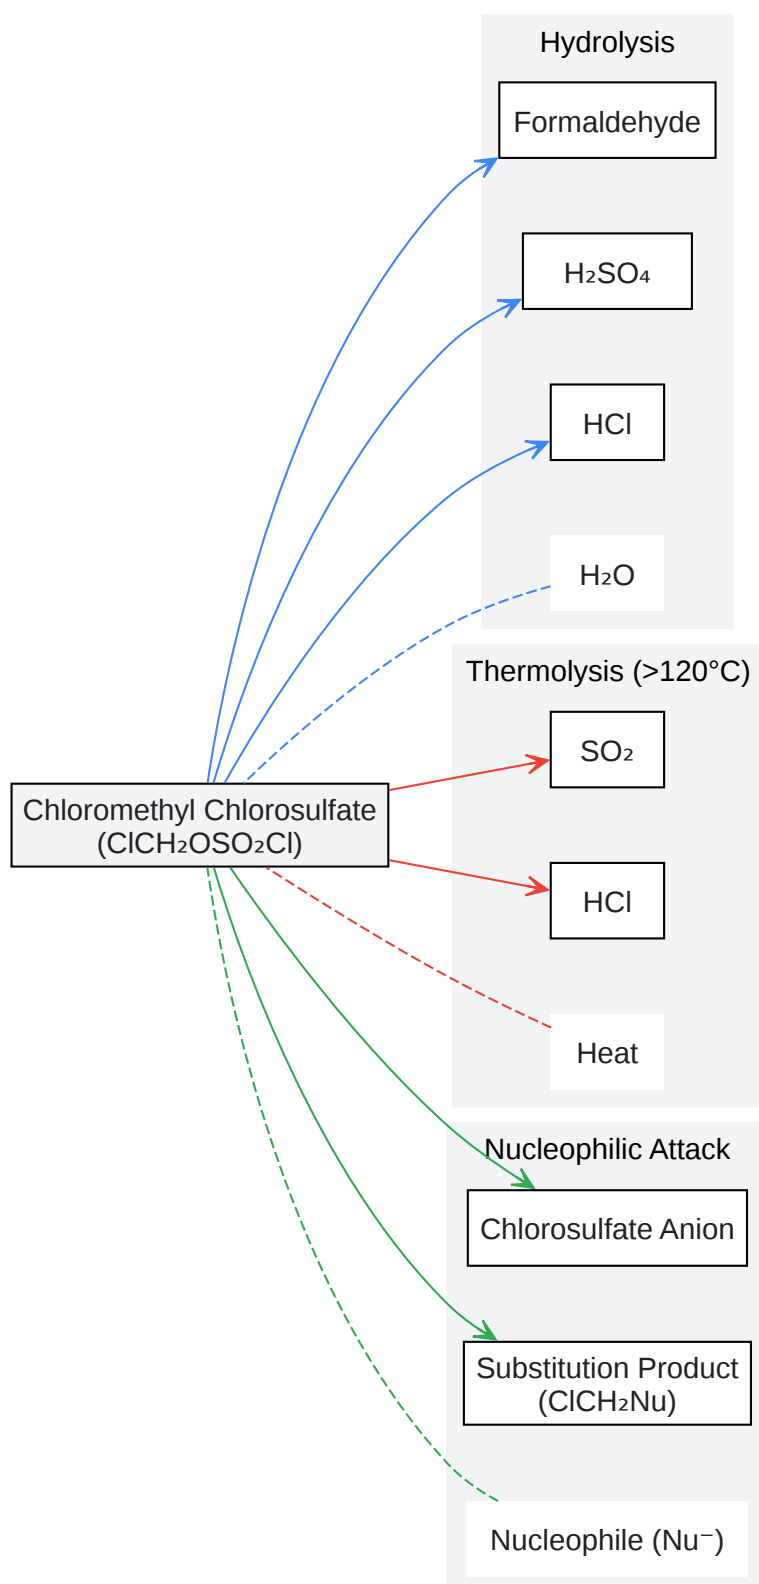 Hydrolysis
Formaldehyde
H₂SO₄
HCl
H₂O
Thermolysis (>120°C)
SO₂
Chloromethyl Chlorosulfate
(ClCH₂OSO₂Cl)
HCl
Heat
Nucleophilic Attack
Chlorosulfate Anion
Substitution Product
(ClCH₂Nu)
Nucleophile (Nu⁻)